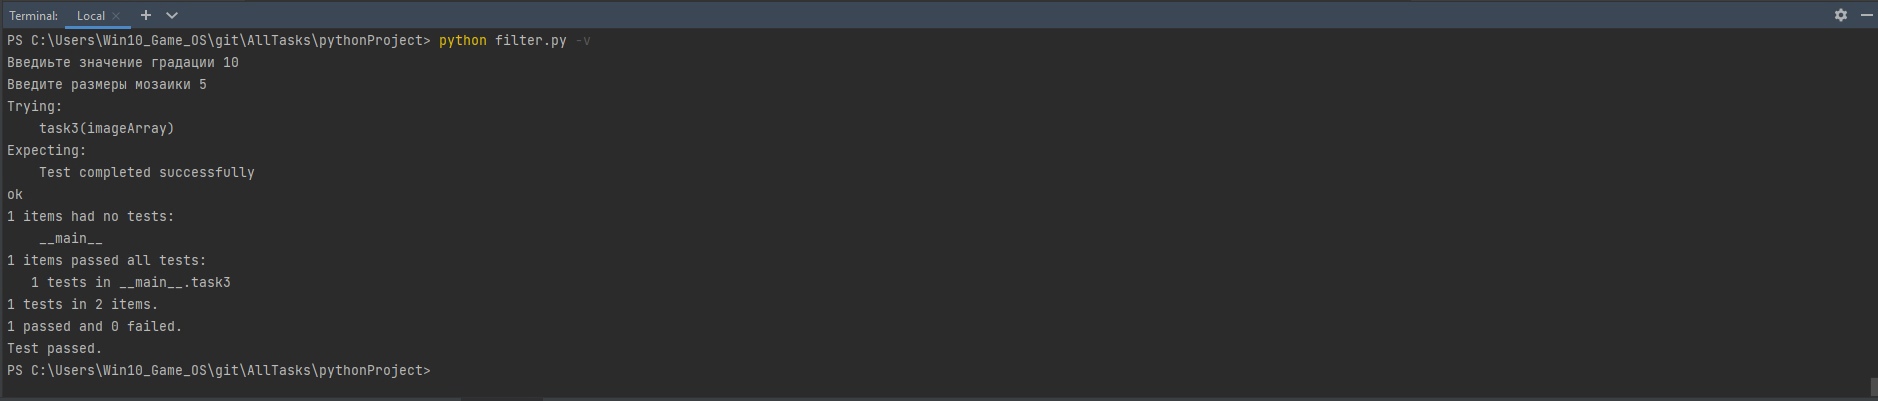 Terminal: Local × +
PS C:\Users\Win10_Game_OS\git\AllTasks\pythonProject> python filter.py -v
Введиьте значение градации 10
Введите размеры мозаики 5
Trying:
task3(imageArray)
Expecting:
Test completed successfully
ok
1 items had no tests:
__main__
1 items passed all tests:
1 tests in __main__.task3
1 tests in 2 items.
1 passed and 0 failed.
Test passed.
PS C:\Users\Win10_Game_OS\git\AllTasks\pythonProject>